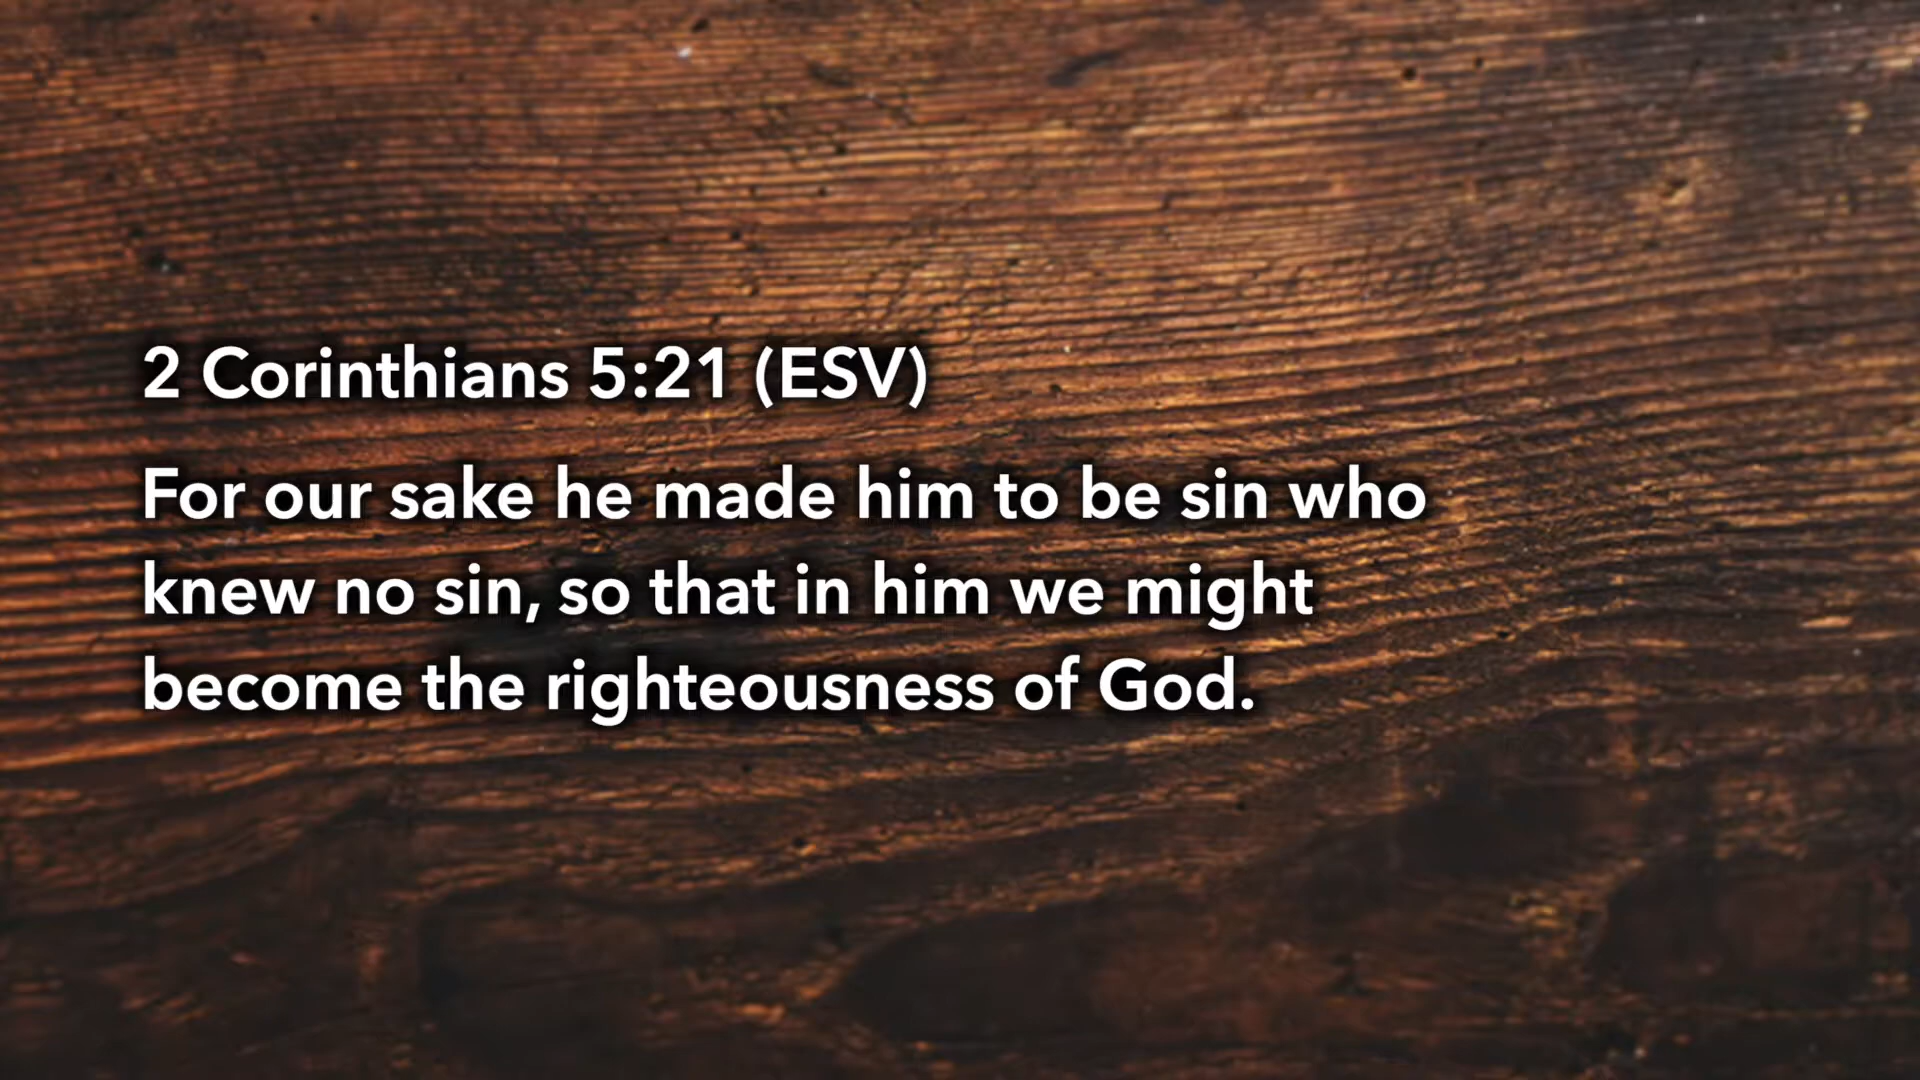 2 Corinthians 5:21 (ESV)
For our sake he made him to be sin who
knew no sin, so that in him we might
become the righteousness of God.